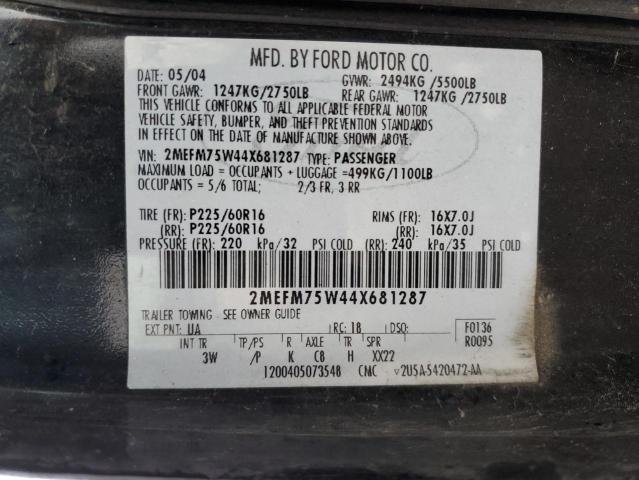 MFD. BY FORD MOTOR CO.
DATE: 05/04 GVWR: 2494KG /5500LB
FRONT GAWR: 1247KG/2750LB REAR GAWR: 1247KG /2750LB
THIS VEHICLE CONFORMS TO ALL APPLICABLE FEDERAL MOTOR
VEHICLE SAFETY, BUMPER, AND THEFT PREVENTION STANDARDS
IN EFFECT ON THE DATE OF MANUFACTURE SHOWN ABOVE.
VIN: 2MEFM75W44X681287 TYPE: PASSENGER
MAXIMUM LOAD = OCCUPANTS + LUGGAGE =499KG/1100LB
OCCUPANTS = 5/6 TOTAL; 2/3 FR, 3 RR
TIRE (FR): P225/60R16 RIMS (FR): 16X7.0J
(RR): P225/60R16 (RR): 16X7.0J
PRESSURE (FR): 220 kPa/32 PSI COLD (RR): 240 kPa/35 PSI COLD
2MEFM75W44X681287
TRAILER TOWING - SEE OWNER GUIDE
EXT PNT: UA RC: 18 DSO: F0136
INT TR TP/PS R AXLE TR SPR R0095
3W /P K C8 H XX22
120040507354B CMC ▽2U5A-5420472-AA